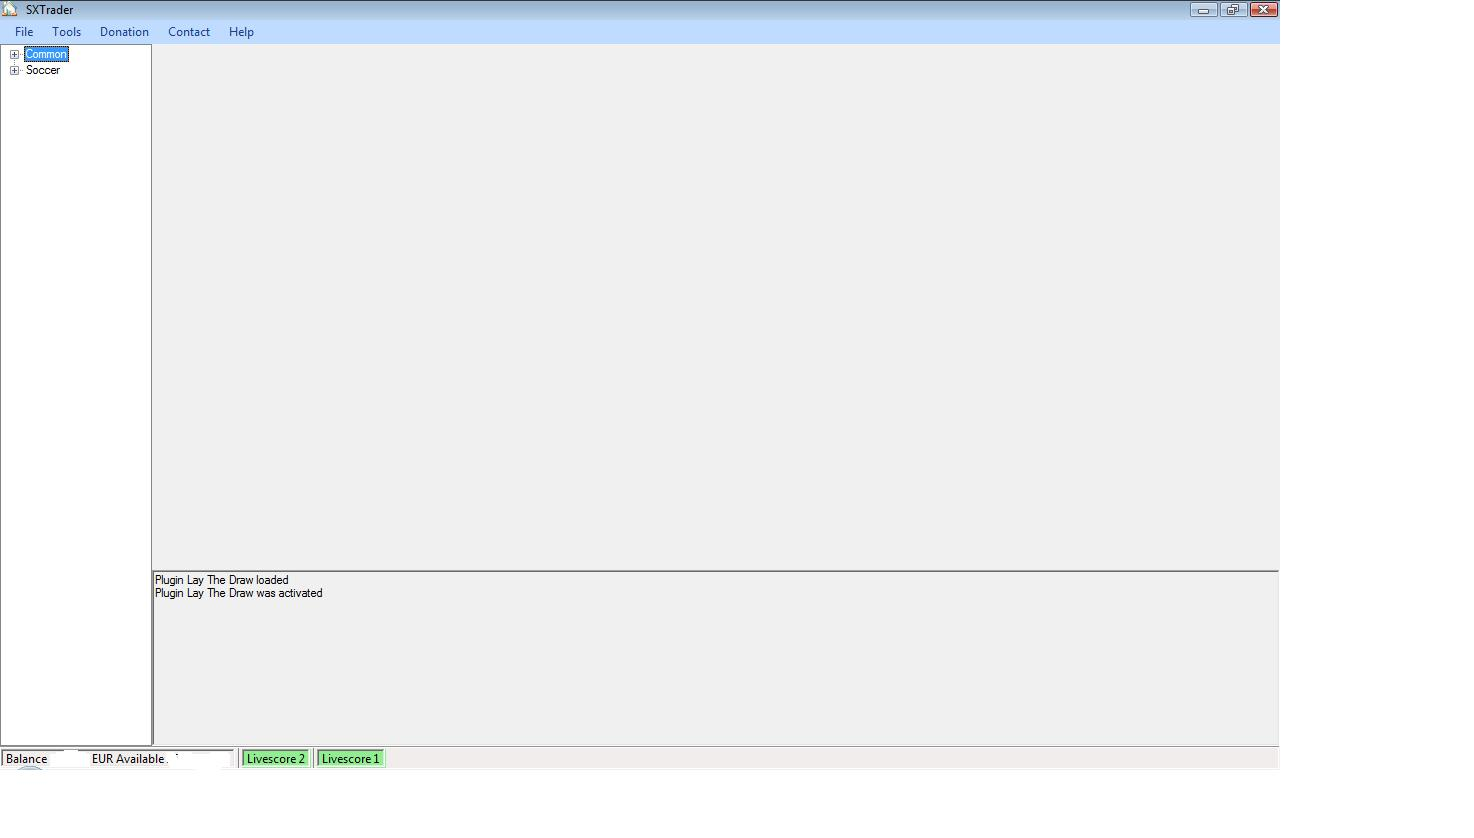 SXTrader
File Tools Donation Contact Help
Common
Soccer
Plugin Lay The Draw loaded
Plugin Lay The Draw was activated
Balance EUR Available Livescore 2 Livescore 1